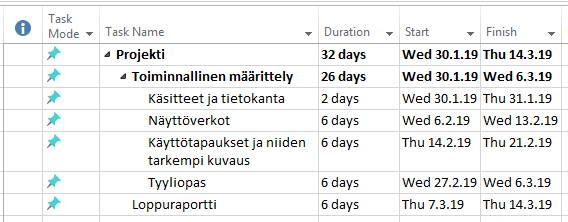 Task Mode Task Name Duration Start Finish
Projekti 32 days Wed 30.1.19 Thu 14.3.19
Toiminnallinen määrittely 26 days Wed 30.1.19 Wed 6.3.19
Käsitteet ja tietokanta 2 days Wed 30.1.19 Thu 31.1.19
Näyttöverkot 6 days Wed 6.2.19 Wed 13.2.19
Käyttötapaukset ja niiden tarkempi kuvaus 6 days Thu 14.2.19 Thu 21.2.19
Tyyliopas 6 days Wed 27.2.19 Wed 6.3.19
Loppuraportti 6 days Thu 7.3.19 Thu 14.3.19